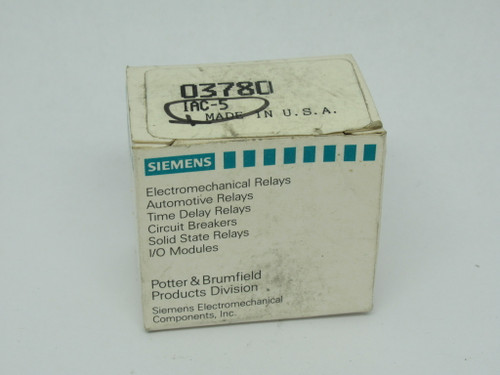 03780
IAC-5
MADE IN U.S.A.
SIEMENS
Electromechanical Relays
Automotive Relays
Time Delay Relays
Circuit Breakers
Solid State Relays
I/O Modules
Potter & Brumfield
Products Division
Siemens Electromechanical
Components, Inc.